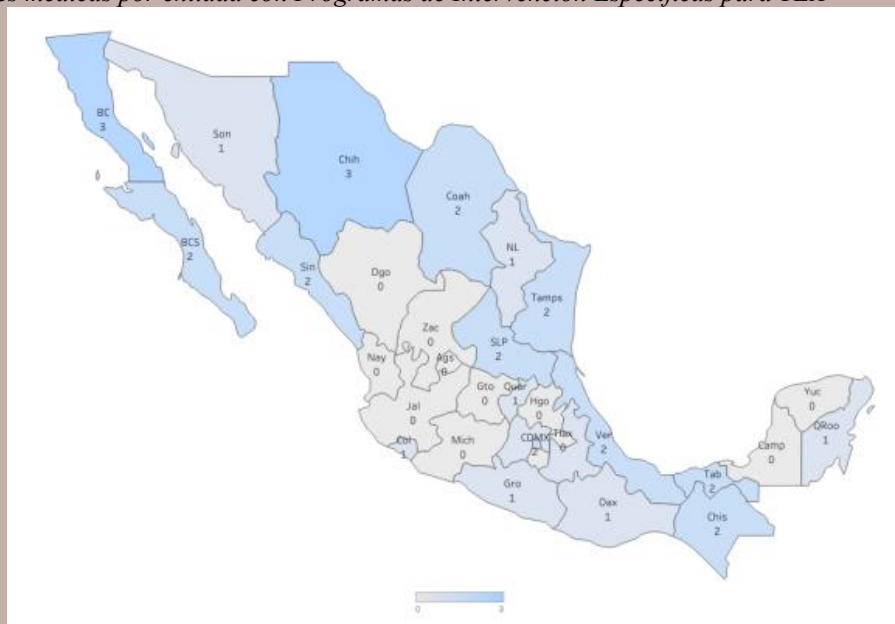 es médicas por entidad con Programas de Intervención Específicas para TEA
BC
3
Son
1
Chih
3
Coah
2
BCS
2
NL
1
Sin
2
Dgo
0
Tamps
2
Zac
0
SLP
2
Nay
0
Ags
0
Gto
0
Quer
1
Hgo
0
Yuc
0
Jal
0
QRoo
1
CDMX
2
Tlax
0
Ver
2
Col
1
Mich
0
Camp
0
Tab
2
Gro
1
Oax
1
Chis
2
0
3